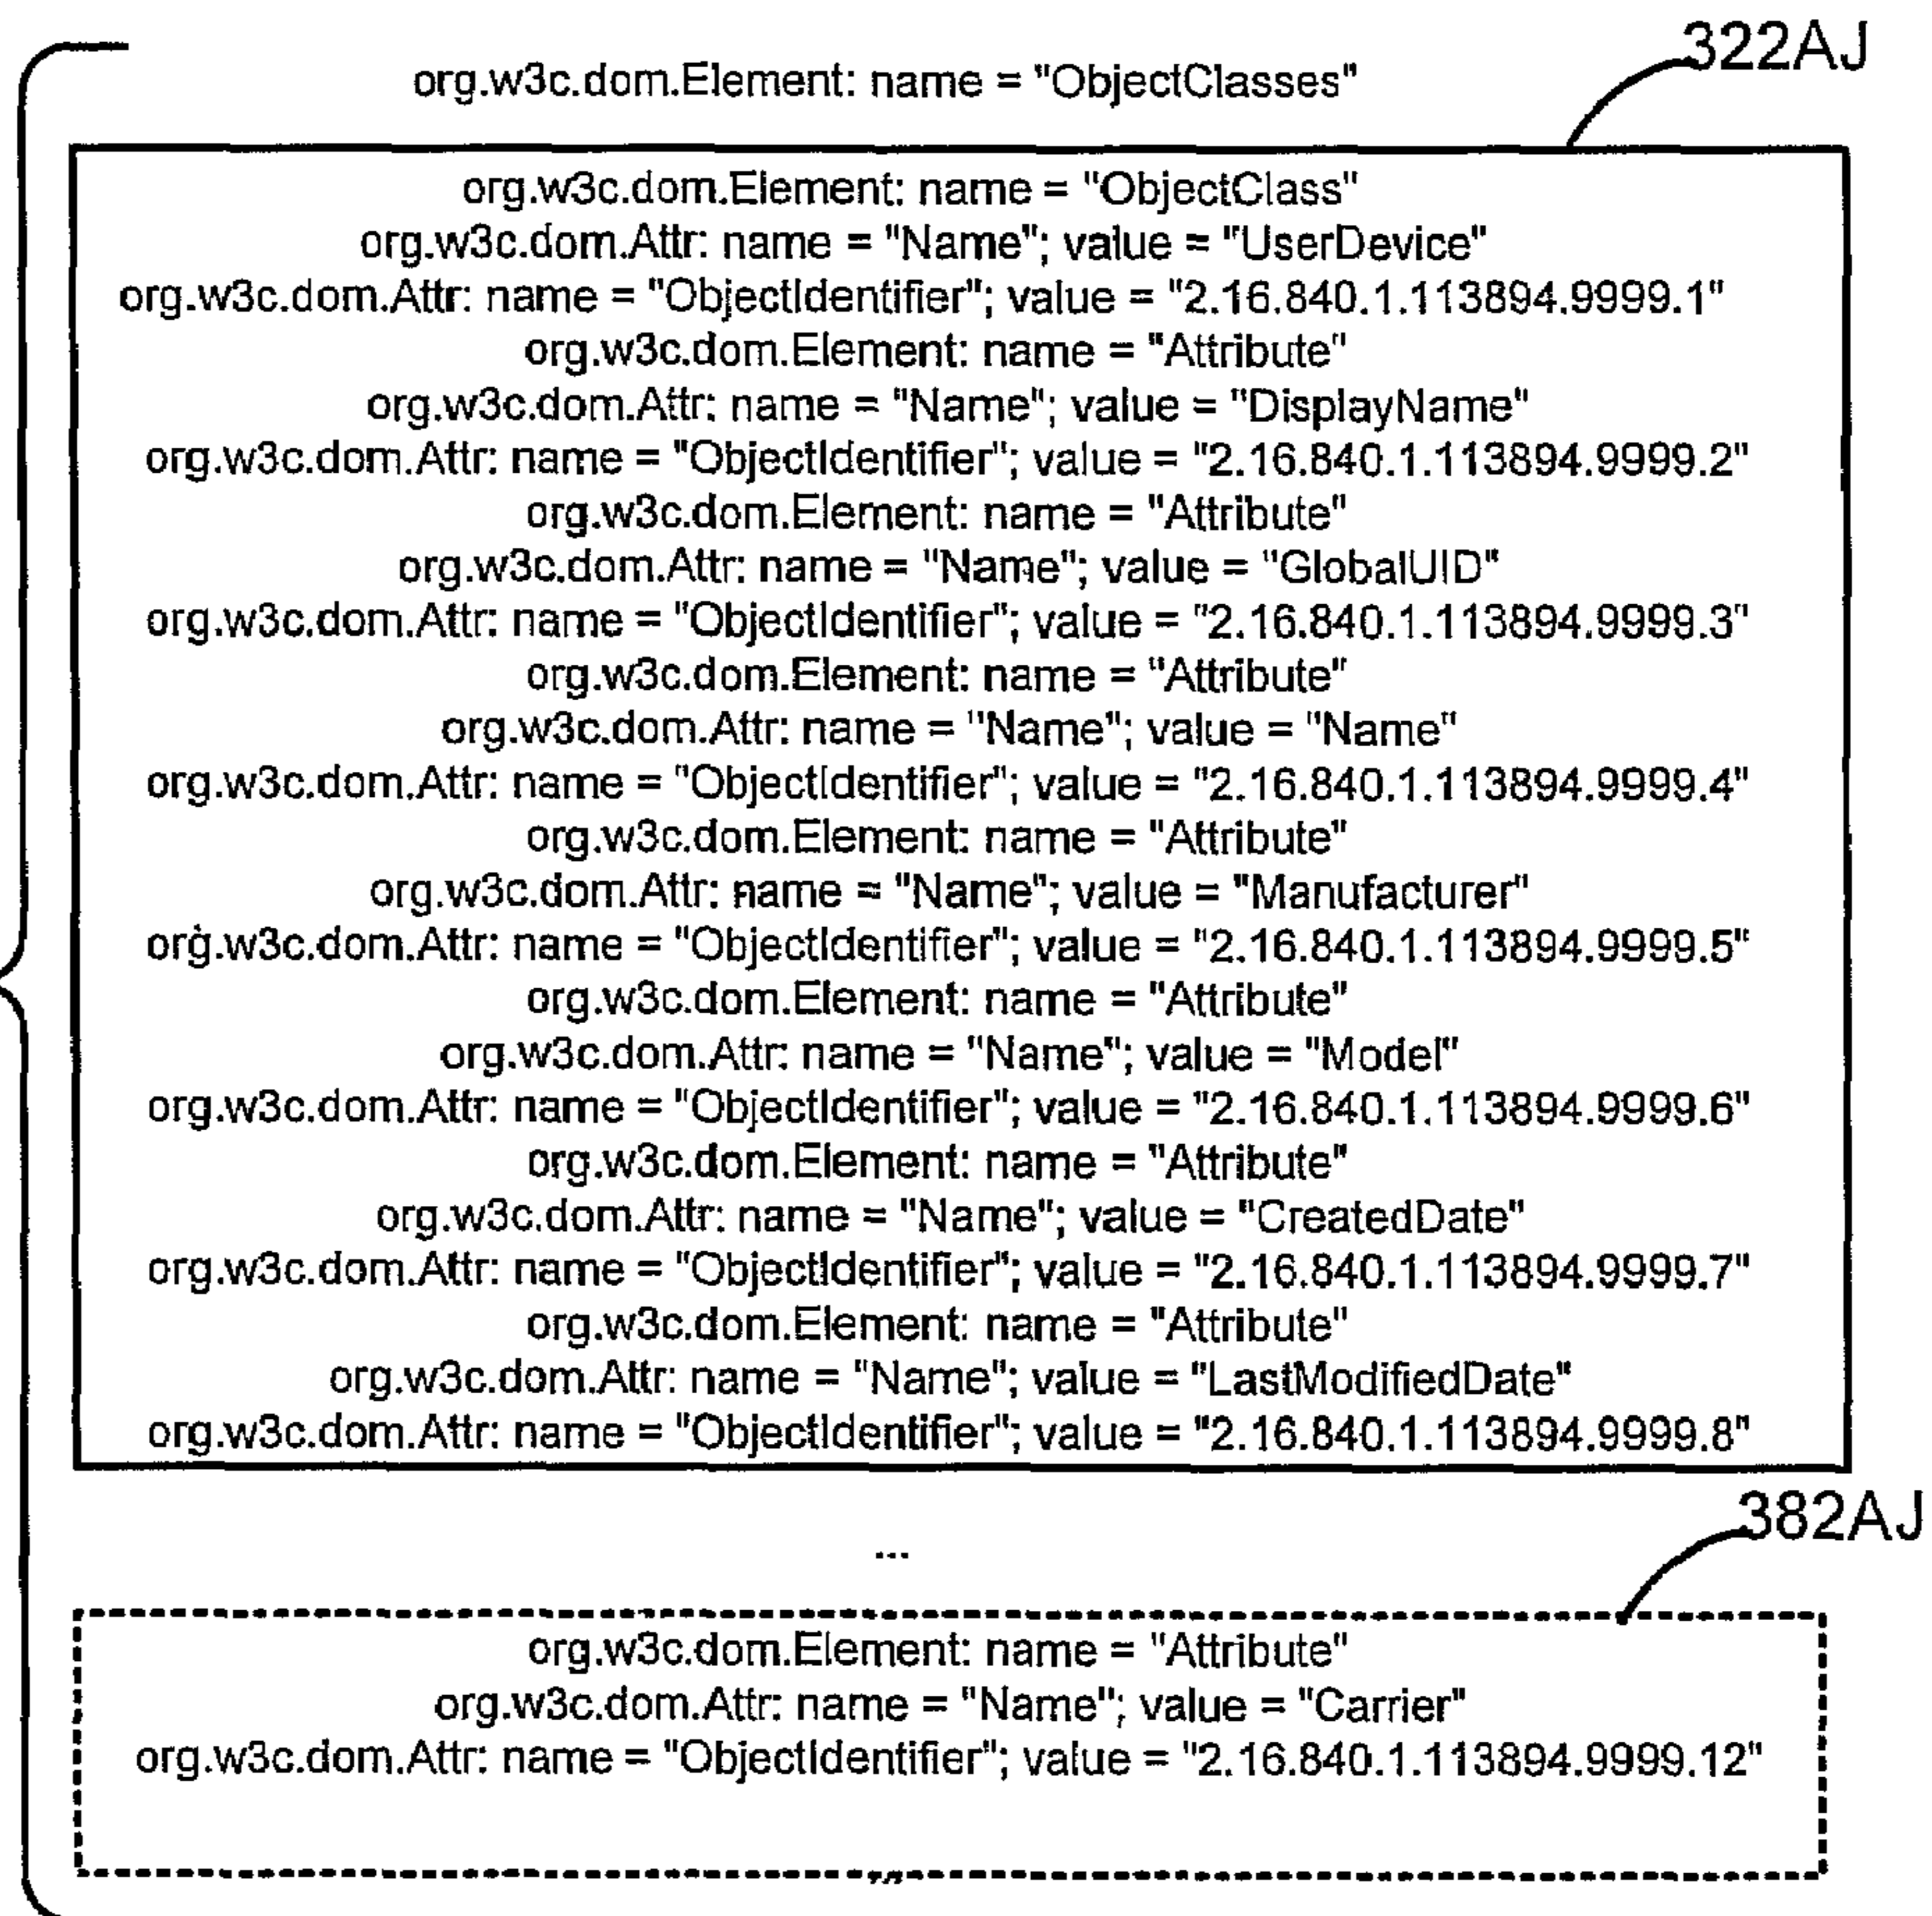 322AJ
org.w3c.dom.Element: name = "ObjectClasses"
org.w3c.dom.Element: name = "ObjectClass"
org.w3c.dom.Attr: name = "Name"; value = "UserDevice"
org.w3c.dom.Attr: name = "ObjectIdentifier"; value = "2.16.840.1.113894.9999.1"
org.w3c.dom.Element: name = "Attribute"
org.w3c.dom.Attr: name = "Name"; value = "DisplayName"
org.w3c.dom.Attr: name = "ObjectIdentifier"; value = "2.16.840.1.113894.9999.2"
org.w3c.dom.Element: name = "Attribute"
org.w3c.dom.Attr: name = "Name"; value = "GlobalUID"
org.w3c.dom.Attr: name = "ObjectIdentifier"; value = "2.16.840.1.113894.9999.3"
org.w3c.dom.Element: name = "Attribute"
org.w3c.dom.Attr: name = "Name"; value = "Name"
org.w3c.dom.Attr: name = "ObjectIdentifier"; value = "2.16.840.1.113894.9999.4"
org.w3c.dom.Element: name = "Attribute"
org.w3c.dom.Attr: name = "Name"; value = "Manufacturer"
org.w3c.dom.Attr: name = "ObjectIdentifier"; value = "2.16.840.1.113894.9999.5"
org.w3c.dom.Element: name = "Attribute"
org.w3c.dom.Attr: name = "Name"; value = "Model"
org.w3c.dom.Attr: name = "ObjectIdentifier"; value = "2.16.840.1.113894.9999.6"
org.w3c.dom.Element: name = "Attribute"
org.w3c.dom.Attr: name = "Name"; value = "CreatedDate"
org.w3c.dom.Attr: name = "ObjectIdentifier"; value = "2.16.840.1.113894.9999.7"
org.w3c.dom.Element: name = "Attribute"
org.w3c.dom.Attr: name = "Name"; value = "LastModifiedDate"
org.w3c.dom.Attr: name = "ObjectIdentifier"; value = "2.16.840.1.113894.9999.8"
382AJ
...
org.w3c.dom.Element: name = "Attribute"
org.w3c.dom.Attr: name = "Name"; value = "Carrier"
org.w3c.dom.Attr: name = "ObjectIdentifier"; value = "2.16.840.1.113894.9999.12"